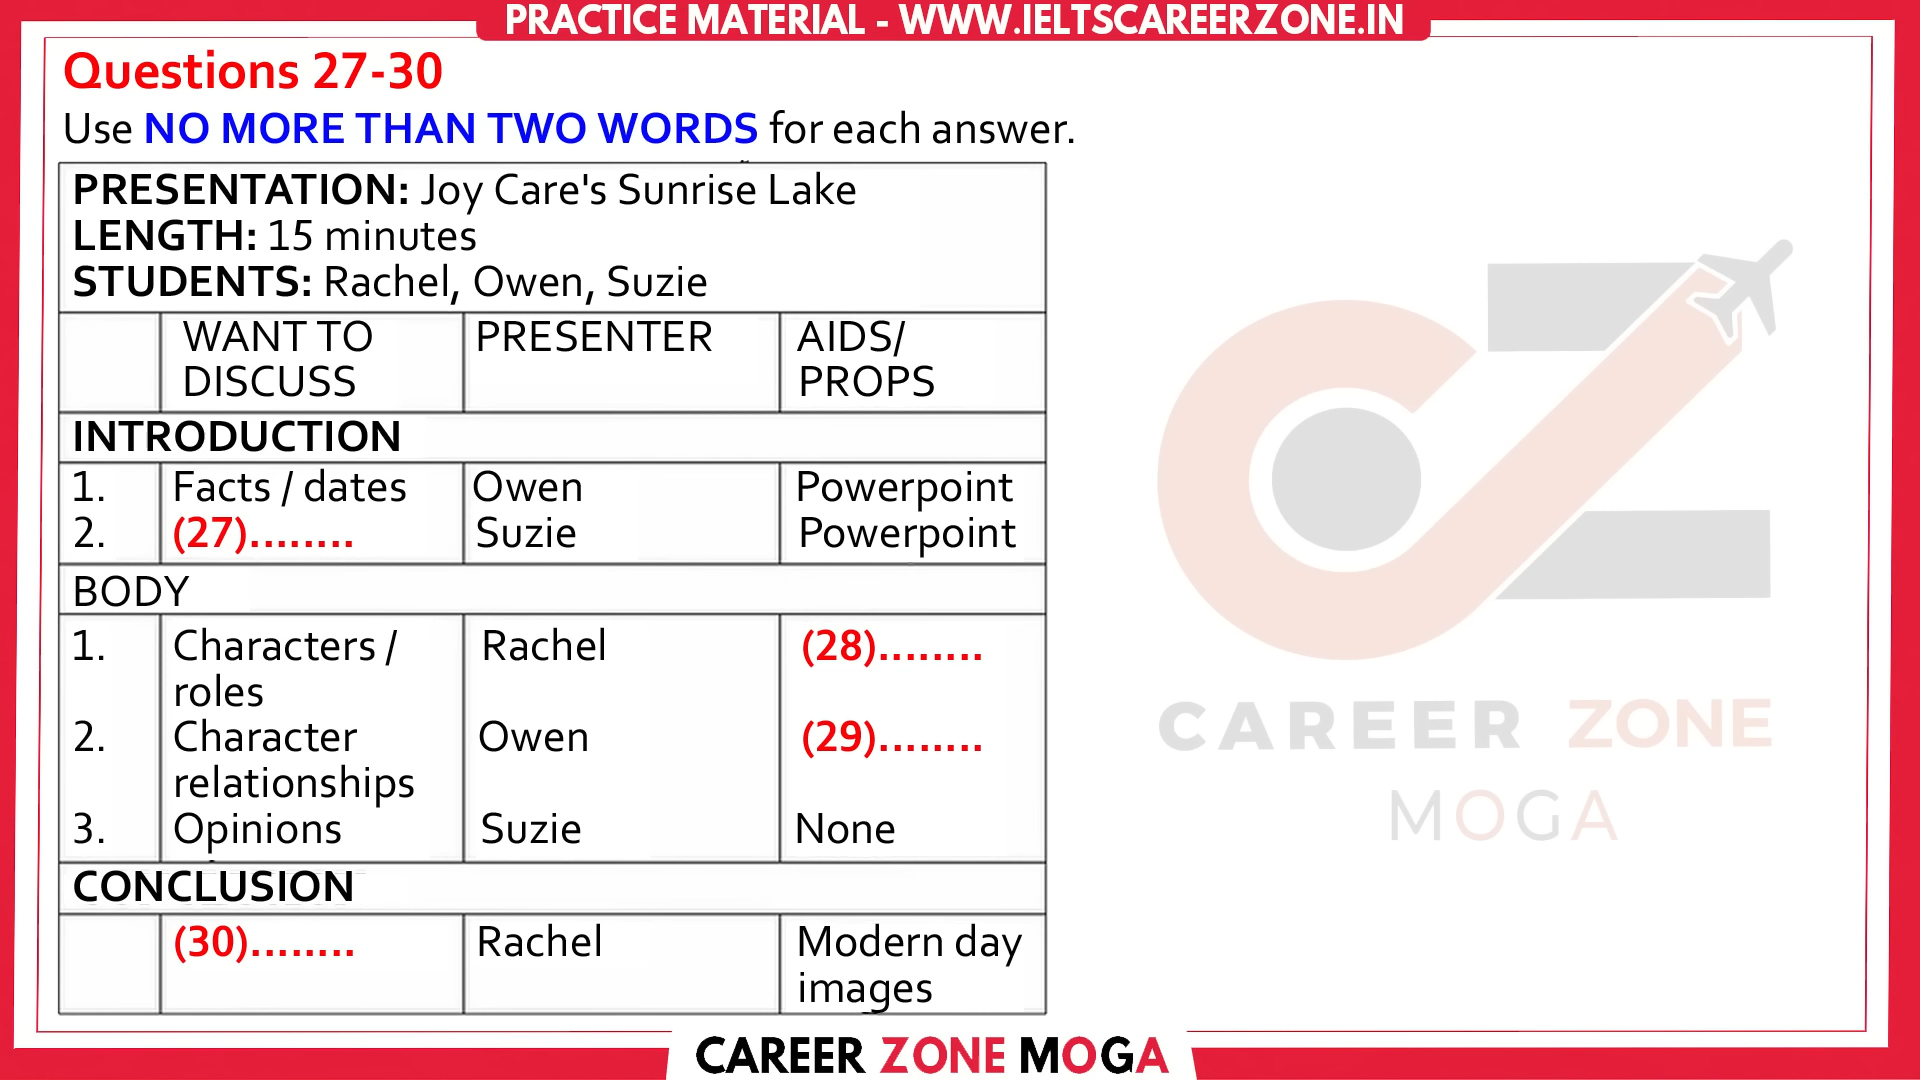 PRACTICE MATERIAL - WWW.IELTSCAREERZONE.IN
Questions 27-30
Use NO MORE THAN TWO WORDS for each answer.
PRESENTATION: Joy Care's Sunrise Lake
LENGTH: 15 minutes
STUDENTS: Rachel, Owen, Suzie
WANT TO DISCUSS
PRESENTER
AIDS/ PROPS
INTRODUCTION
1. Facts / dates Owen Powerpoint
2. (27)........ Suzie Powerpoint
BODY
1. Characters / Rachel (28)........
roles
2. Character Owen (29)........
relationships
3. Opinions Suzie None
CONCLUSION
(30)........ Rachel Modern day
images
CAREER ZONE
MOGA
CAREER ZONE MOGA